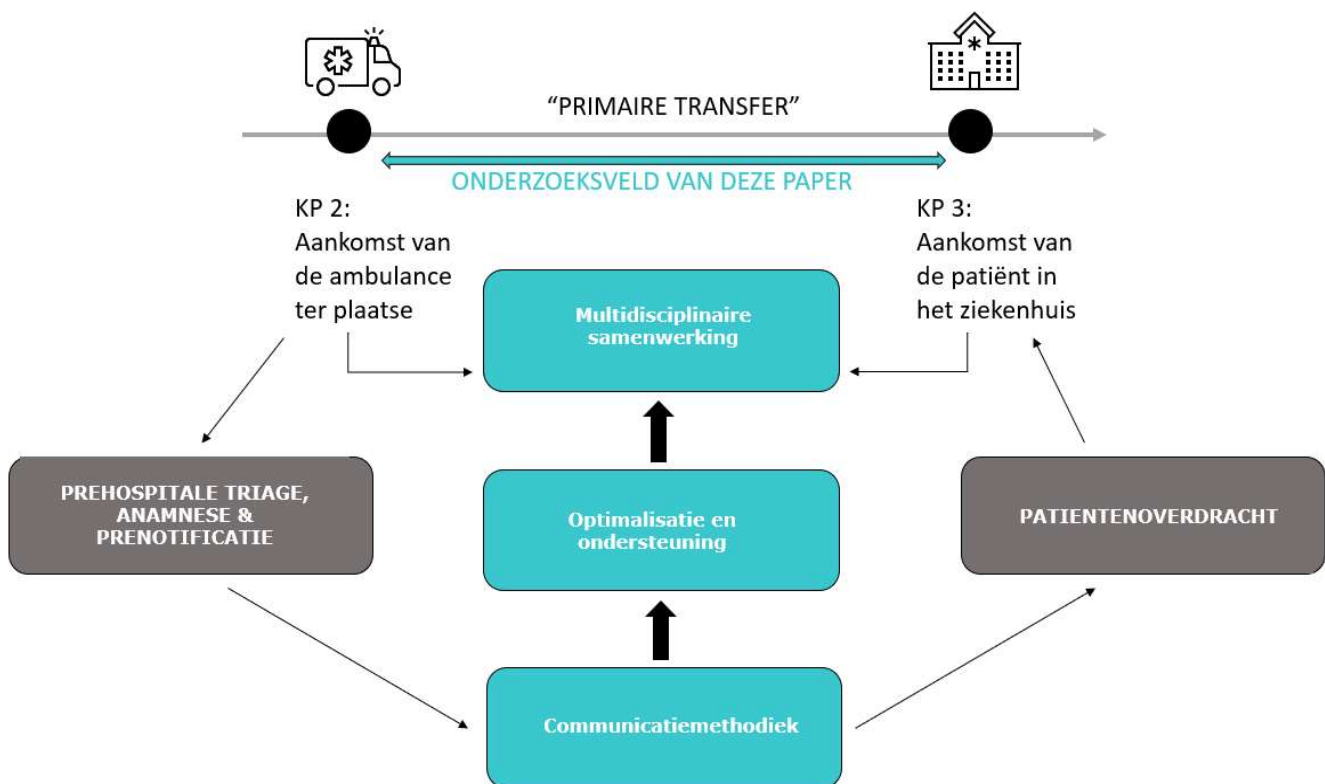 “PRIMAIRE TRANSFER”
ONDERZOEKSVELD VAN DEZE PAPER
KP 2:
Aankomst van
de ambulance
ter plaatse
KP 3:
Aankomst van
de patiënt in
het ziekenhuis
Multidisciplinaire
samenwerking
PREHOSPITALE TRIAGE,
ANAMNESE &
PRENOTIFICATIE
Optimalisatie en
ondersteuning
PATIENTENOVERDRACHT
Communicatiemethodiek